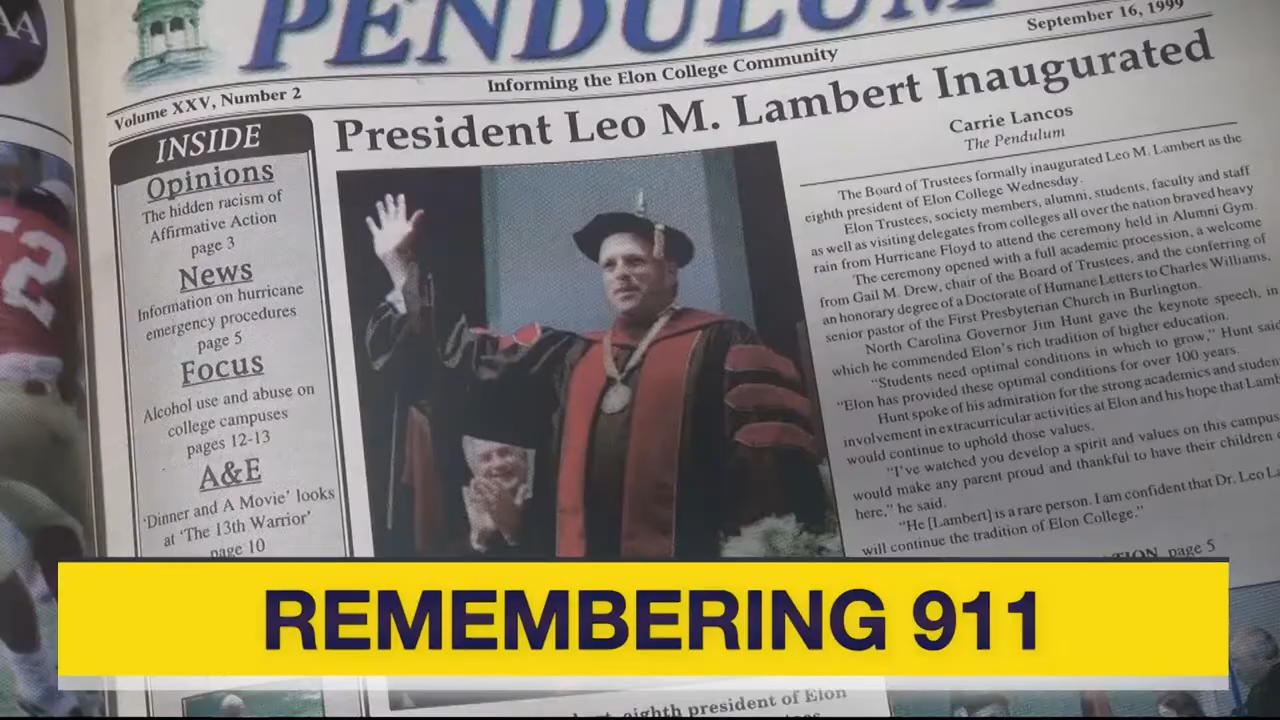 AA
PENDULUM
September 16, 1999
Informing the Elon College Community
Volume XXV, Number 2
President Leo M. Lambert Inaugurated
Carrie Lancos
The Pendulum
INSIDE
Opinions
The hidden racism of
Affirmative Action
page 3
News
Information on hurricane
emergency procedures
page 5
Focus
Alcohol use and abuse on
college campuses
pages 12-13
A&E
'Dinner and A Movie' looks
at 'The 13th Warrior'
page 10
The Board of Trustees formally inaugurated Leo M. Lambert as the
eighth president of Elon College Wednesday.
Elon Trustees, society members, alumni, students, faculty and staff
as well as visiting delegates from colleges all over the nation braved heavy
rain from Hurricane Floyd to attend the ceremony held in Alumni Gym.
The ceremony opened with a full academic procession, a welcome
from Gail M. Drew, chair of the Board of Trustees, and the conferring of
an honorary degree of a Doctorate of Humane Letters to Charles Williams,
senior pastor of the First Presbyterian Church in Burlington.
North Carolina Governor Jim Hunt gave the keynote speech, in
which he commended Elon's rich tradition of higher education.
"Students need optimal conditions in which to grow," Hunt said
"Elon has provided these optimal conditions for over 100 years.
Hunt spoke of his admiration for the strong academics and student
involvement in extracurricular activities at Elon and his hope that Lamb
would continue to uphold those values.
"I've watched you develop a spirit and values on this campus
would make any parent proud and thankful to have their children
here," he said.
"He [Lambert] is a rare person. I am confident that Dr. Leo La
will continue the tradition of Elon College."
page 5
52
REMEMBERING 911
eighth president of Elon